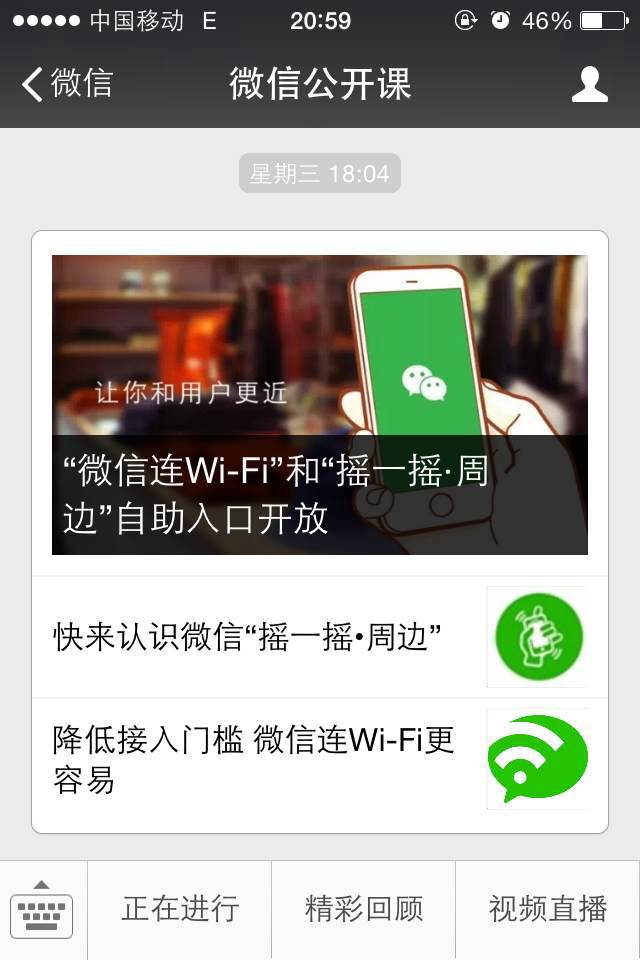 中国移动 E 20:59 46%
微信 微信公开课
星期三 18:04
让你和用户更近
“微信连Wi-Fi”和“摇一摇·周
边”自助入口开放
快来认识微信“摇一摇•周边”
降低接入门槛 微信连Wi-Fi更
容易
正在进行 精彩回顾 视频直播